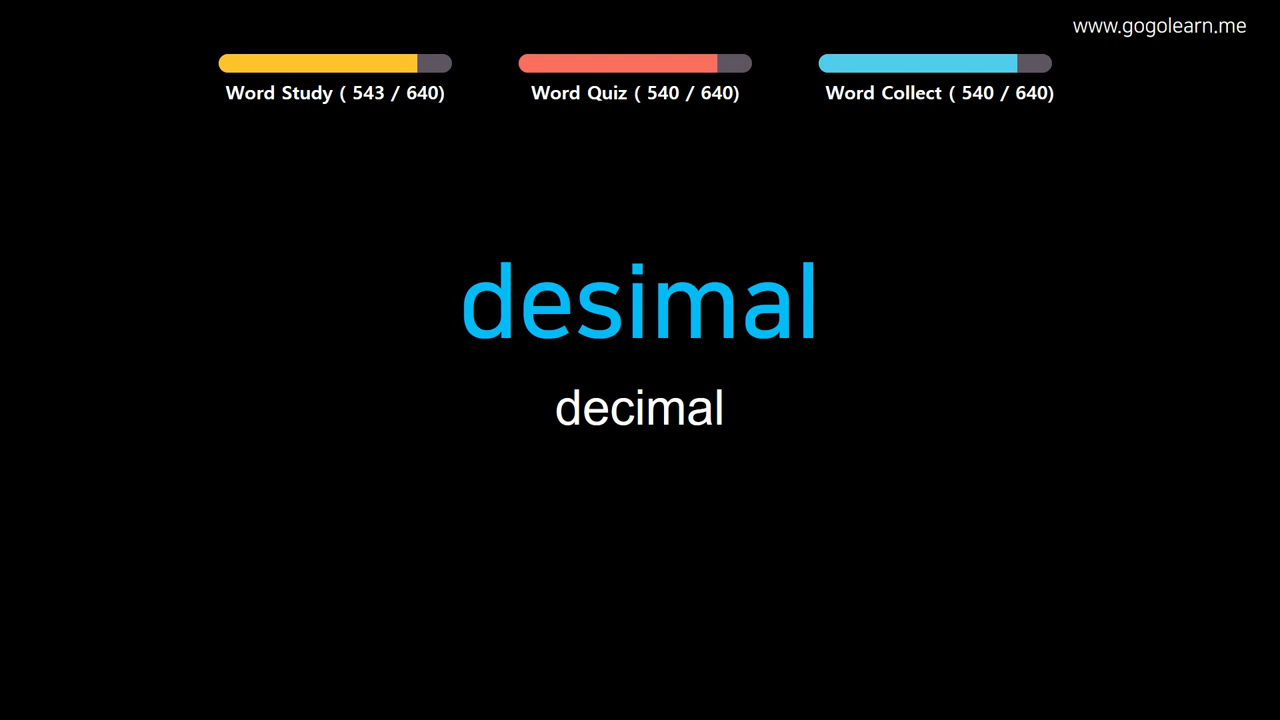 www.gogolearn.me
Word Study ( 543 / 640)
Word Quiz ( 540 / 640)
Word Collect ( 540 / 640)
desimal
decimal